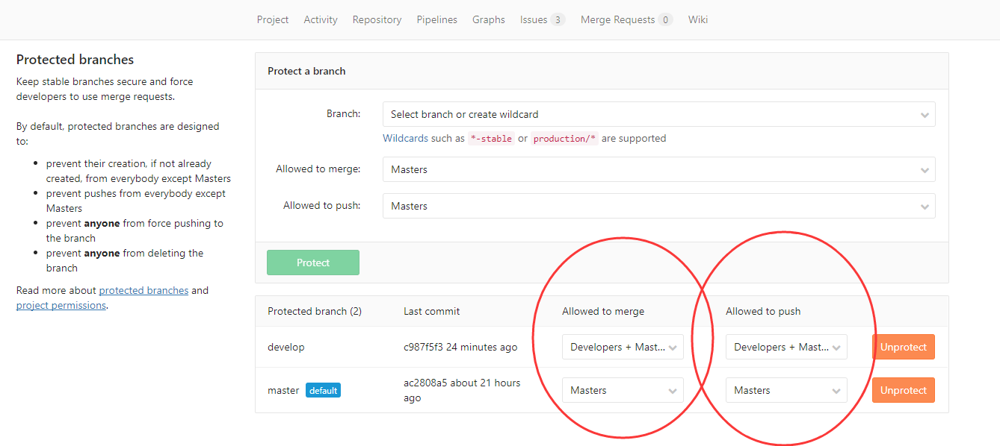 Project Activity Repository Pipelines Graphs Issues 3 Merge Requests 0 Wiki
Protected branches
Keep stable branches secure and force
developers to use merge requests.
By default, protected branches are designed
to:
prevent their creation, if not already
created, from everybody except Masters
prevent pushes from everybody except
Masters
prevent anyone from force pushing to
the branch
prevent anyone from deleting the
branch
Read more about protected branches and
project permissions.
Protect a branch
Branch: Select branch or create wildcard
Wildcards such as *-stable or production/* are supported
Allowed to merge: Masters
Allowed to push: Masters
Protect
Protected branch (2) Last commit Allowed to merge Allowed to push
develop c987f5f3 24 minutes ago Developers + Mast... Developers + Mast... Unprotect
master default ac2808a5 about 21 hours
ago Masters Masters Unprotect